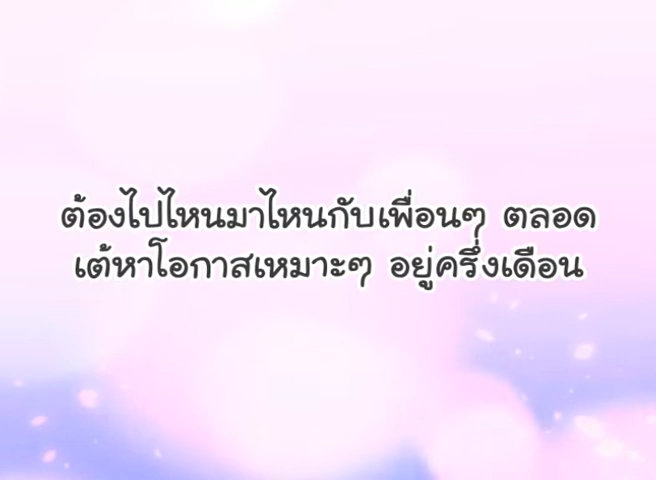 ต้องไปไหนมาไหนกับเพื่อนๆ ตลอด
เต้หาโอกาสเหมาะๆ อยู่ครึ่งเดือน